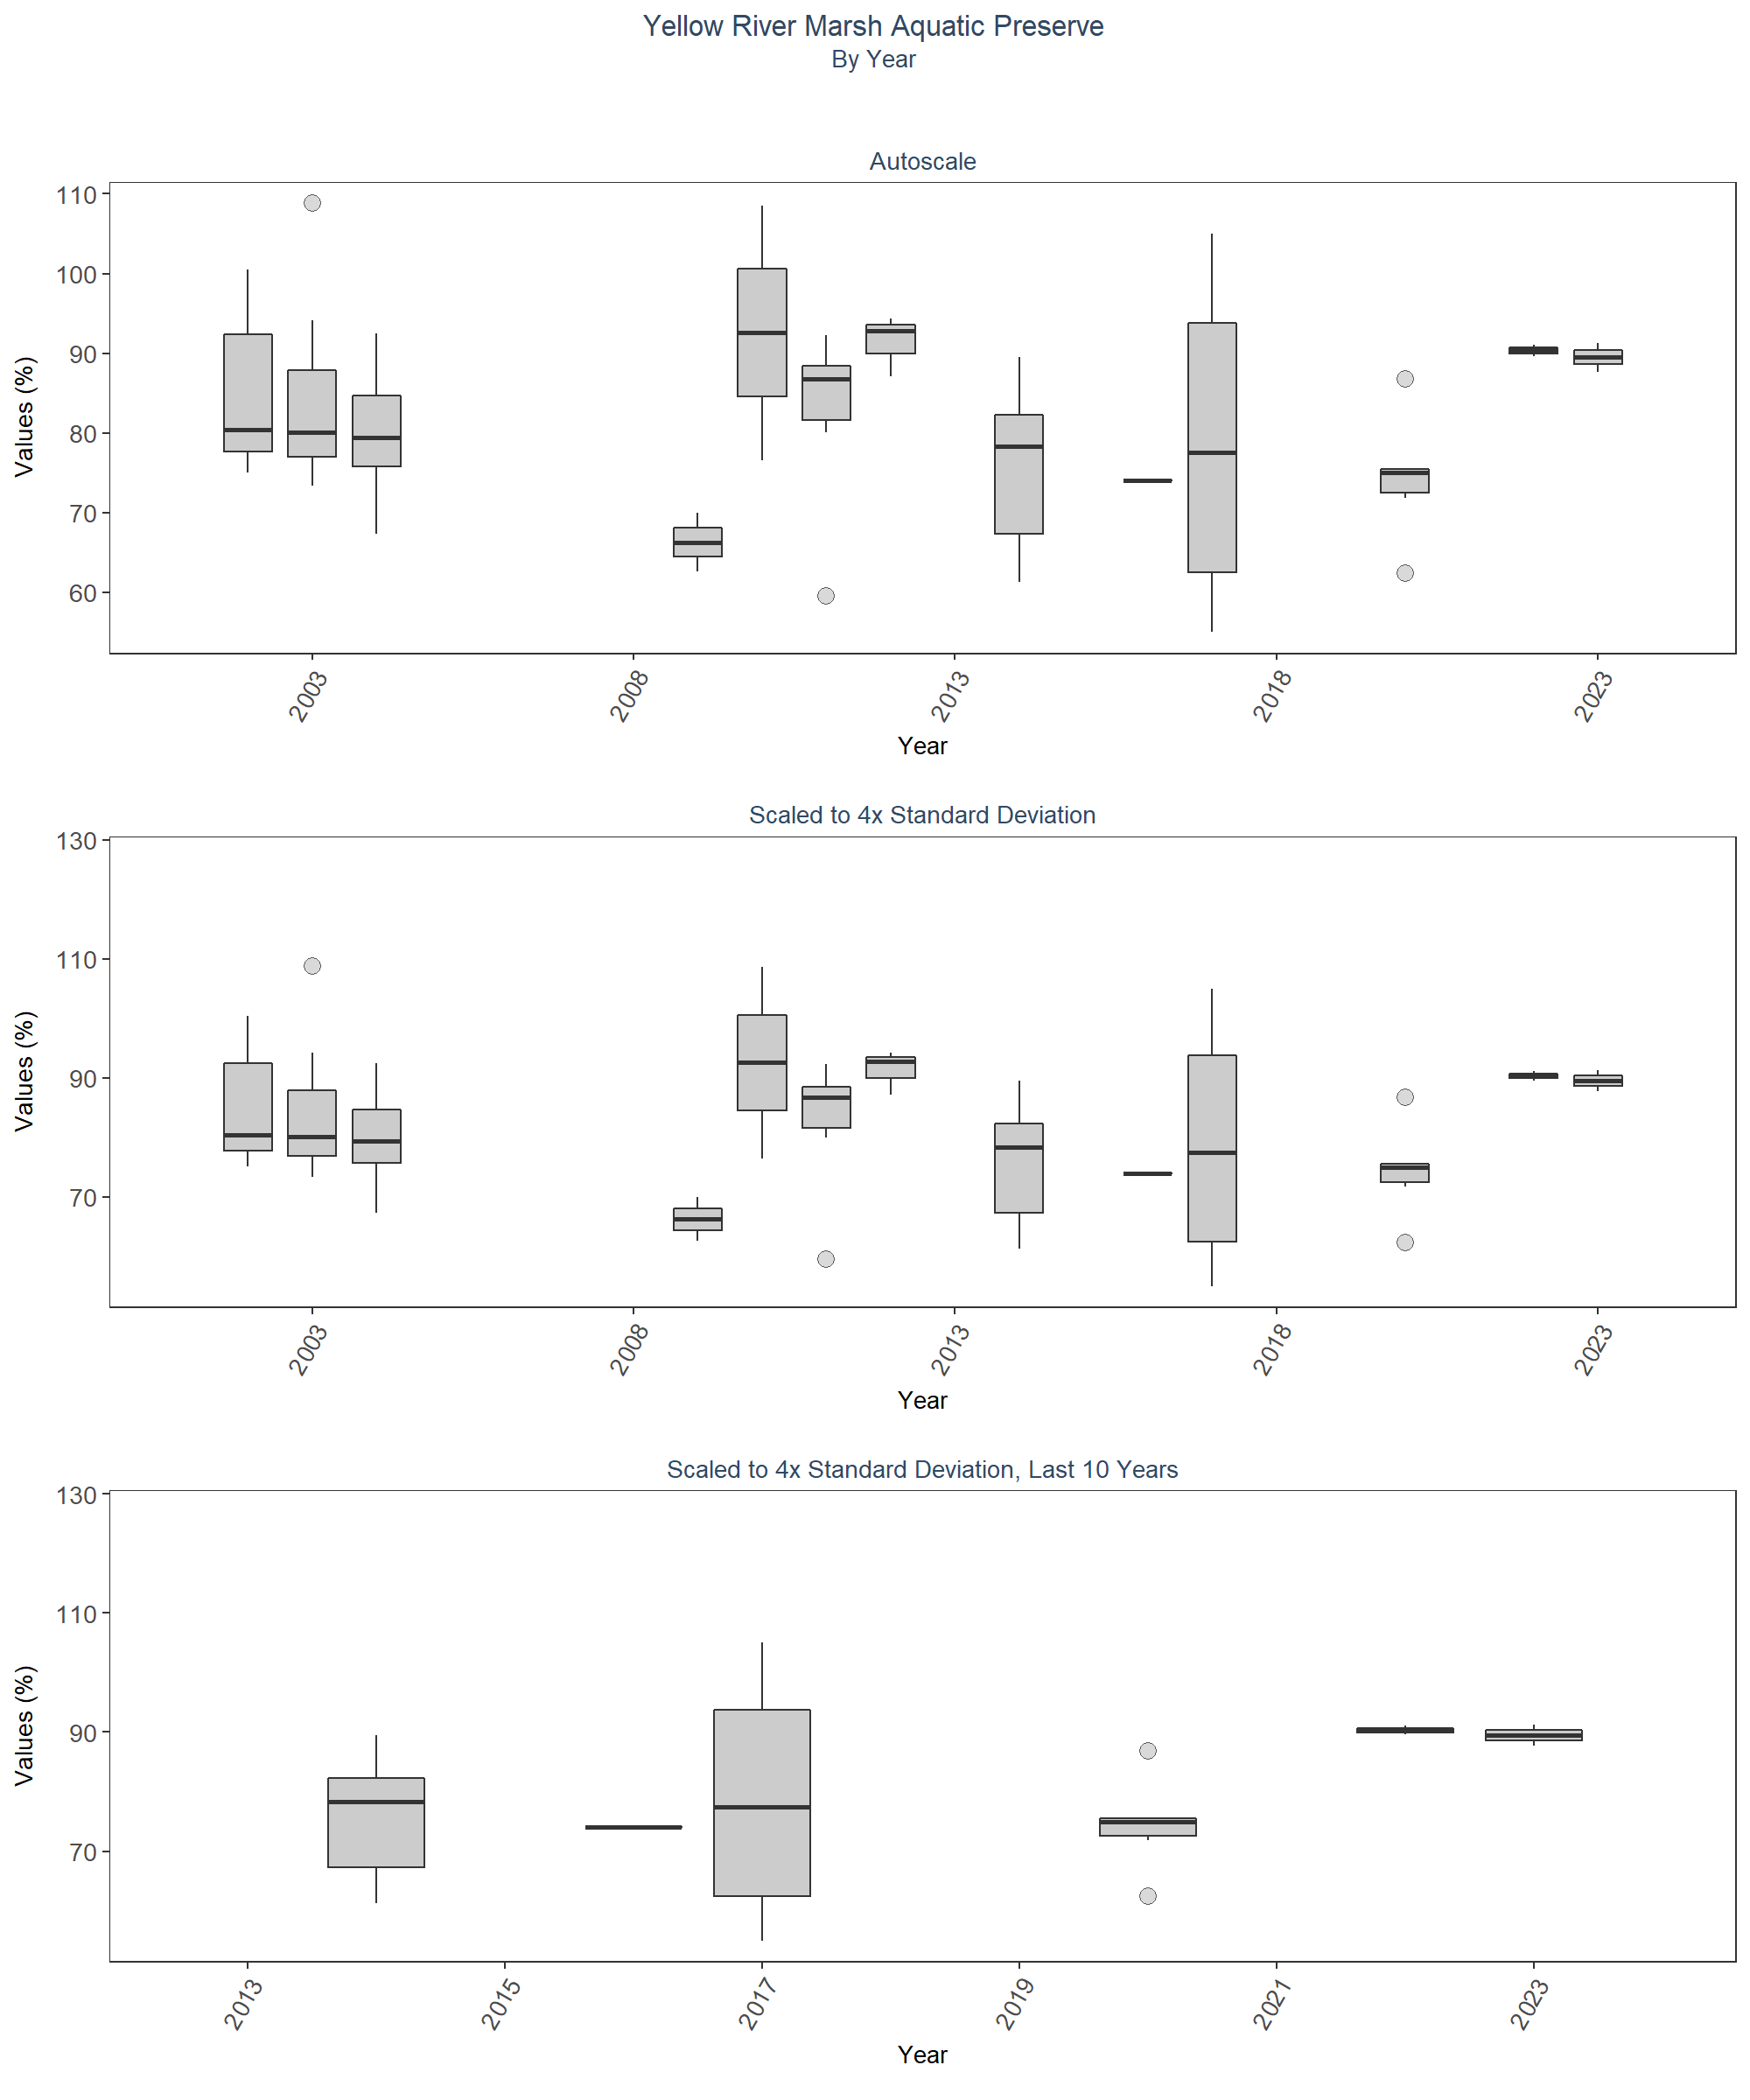 Yellow River Marsh Aquatic Preserve
By Year
Autoscale
110
100
90
80
70
60
Values (%)
2003
2008
2013
2018
2023
Year
Scaled to 4x Standard Deviation
130
110
90
70
Values (%)
2003
2008
2013
2018
2023
Year
Scaled to 4x Standard Deviation, Last 10 Years
130
110
90
70
Values (%)
2013
2015
2017
2019
2021
2023
Year